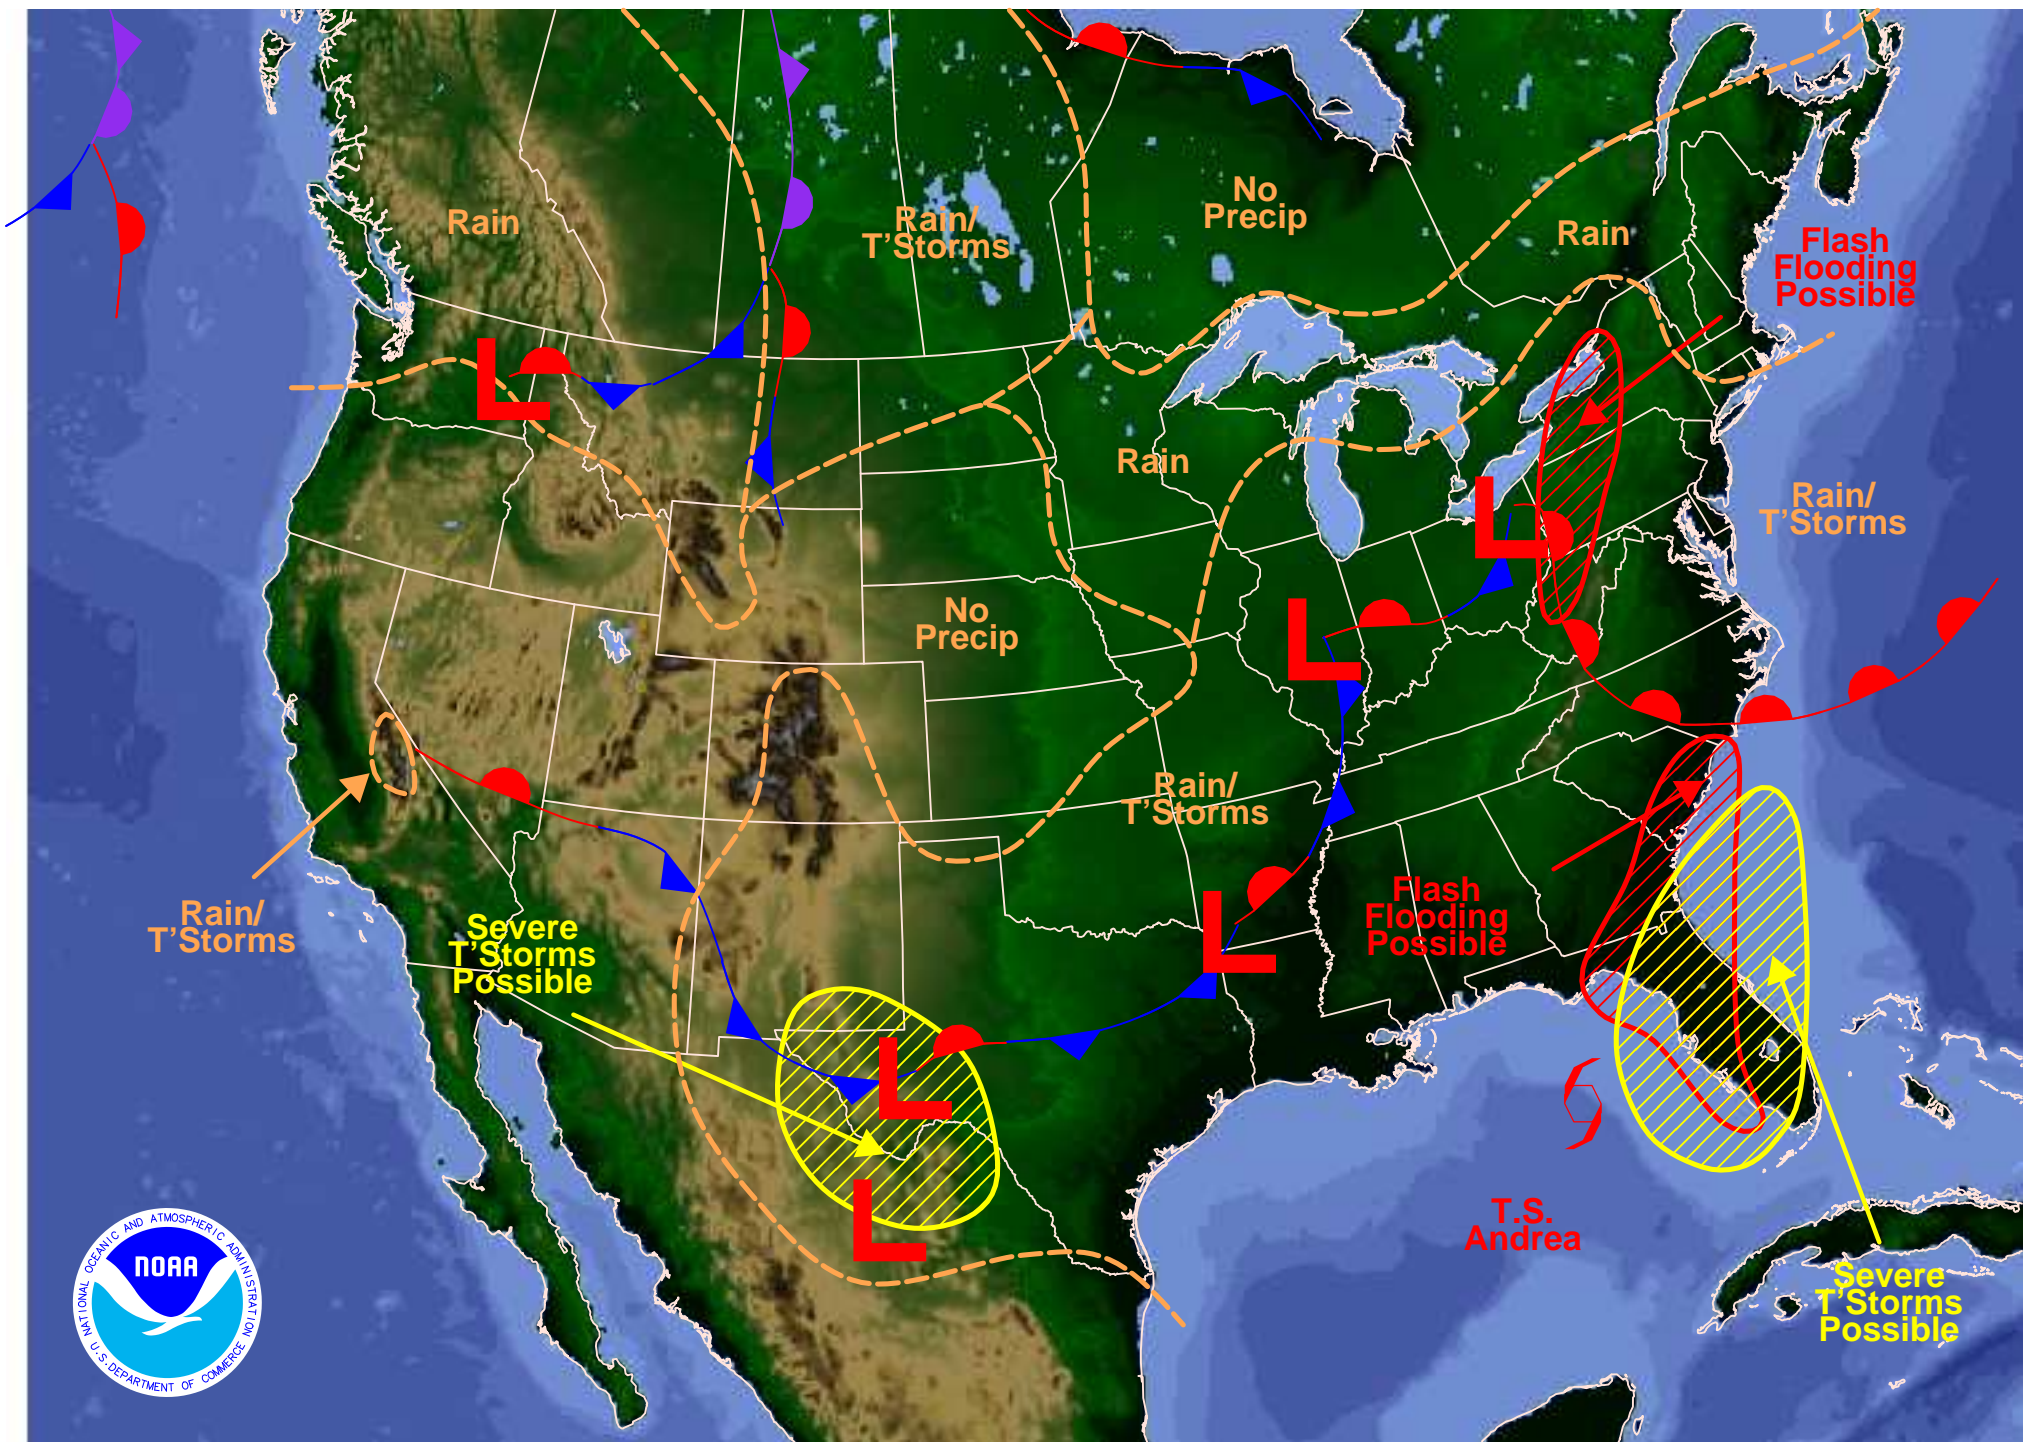 Rain
Rain/
T'Storms
No
Precip
Rain
Flash
Flooding
Possible
Rain
Rain/
T'Storms
No
Precip
Rain/
T'Storms
Rain/
T'Storms
Severe
T'Storms
Possible
Flash
Flooding
Possible
T.S.
Andrea
Severe
T'Storms
Possible
NOAA
NATIONAL OCEANIC AND ATMOSPHERIC ADMINISTRATION
U.S. DEPARTMENT OF COMMERCE
L
L
L
L
L
L